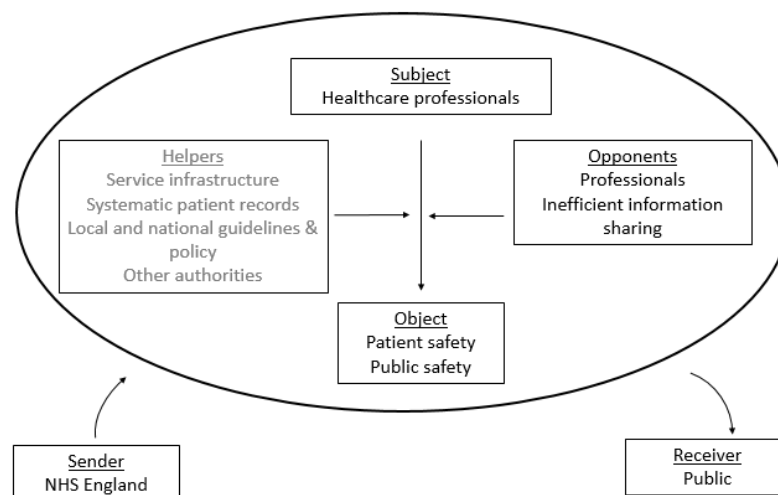 Subject
Healthcare professionals
Helpers
Service infrastructure
Systematic patient records
Local and national guidelines &
policy
Other authorities
Opponents
Professionals
Inefficient information
sharing
Object
Patient safety
Public safety
Sender
NHS England
Receiver
Public